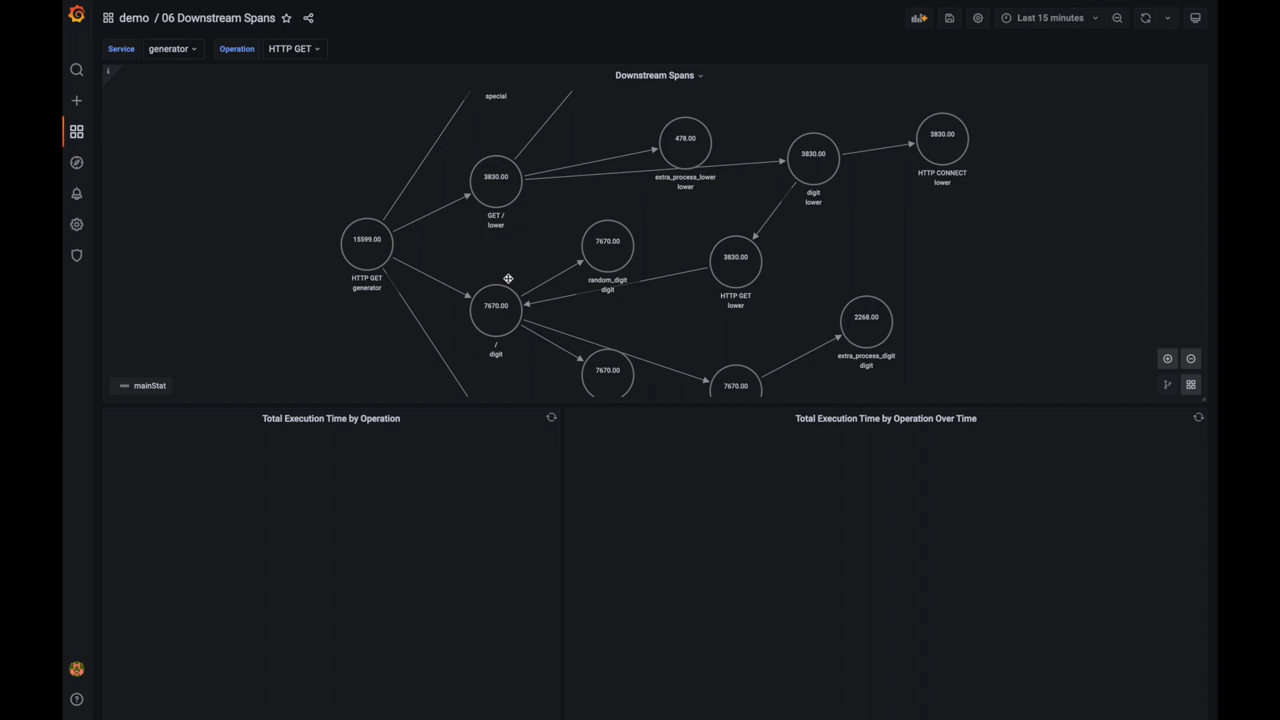 demo / 06 Downstream Spans
Last 15 minutes
Service generator Operation HTTP GET
i
Downstream Spans
special
3830.00
GET /
lower
478.00
extra_process_lower
lower
3830.00
digit
lower
3830.00
HTTP CONNECT
lower
15599.00
HTTP GET
generator
7670.00
random_digit
digit
3830.00
HTTP GET
lower
7670.00
/
digit
2268.00
extra_process_digit
digit
7670.00
7670.00
mainStat
Total Execution Time by Operation
Total Execution Time by Operation Over Time